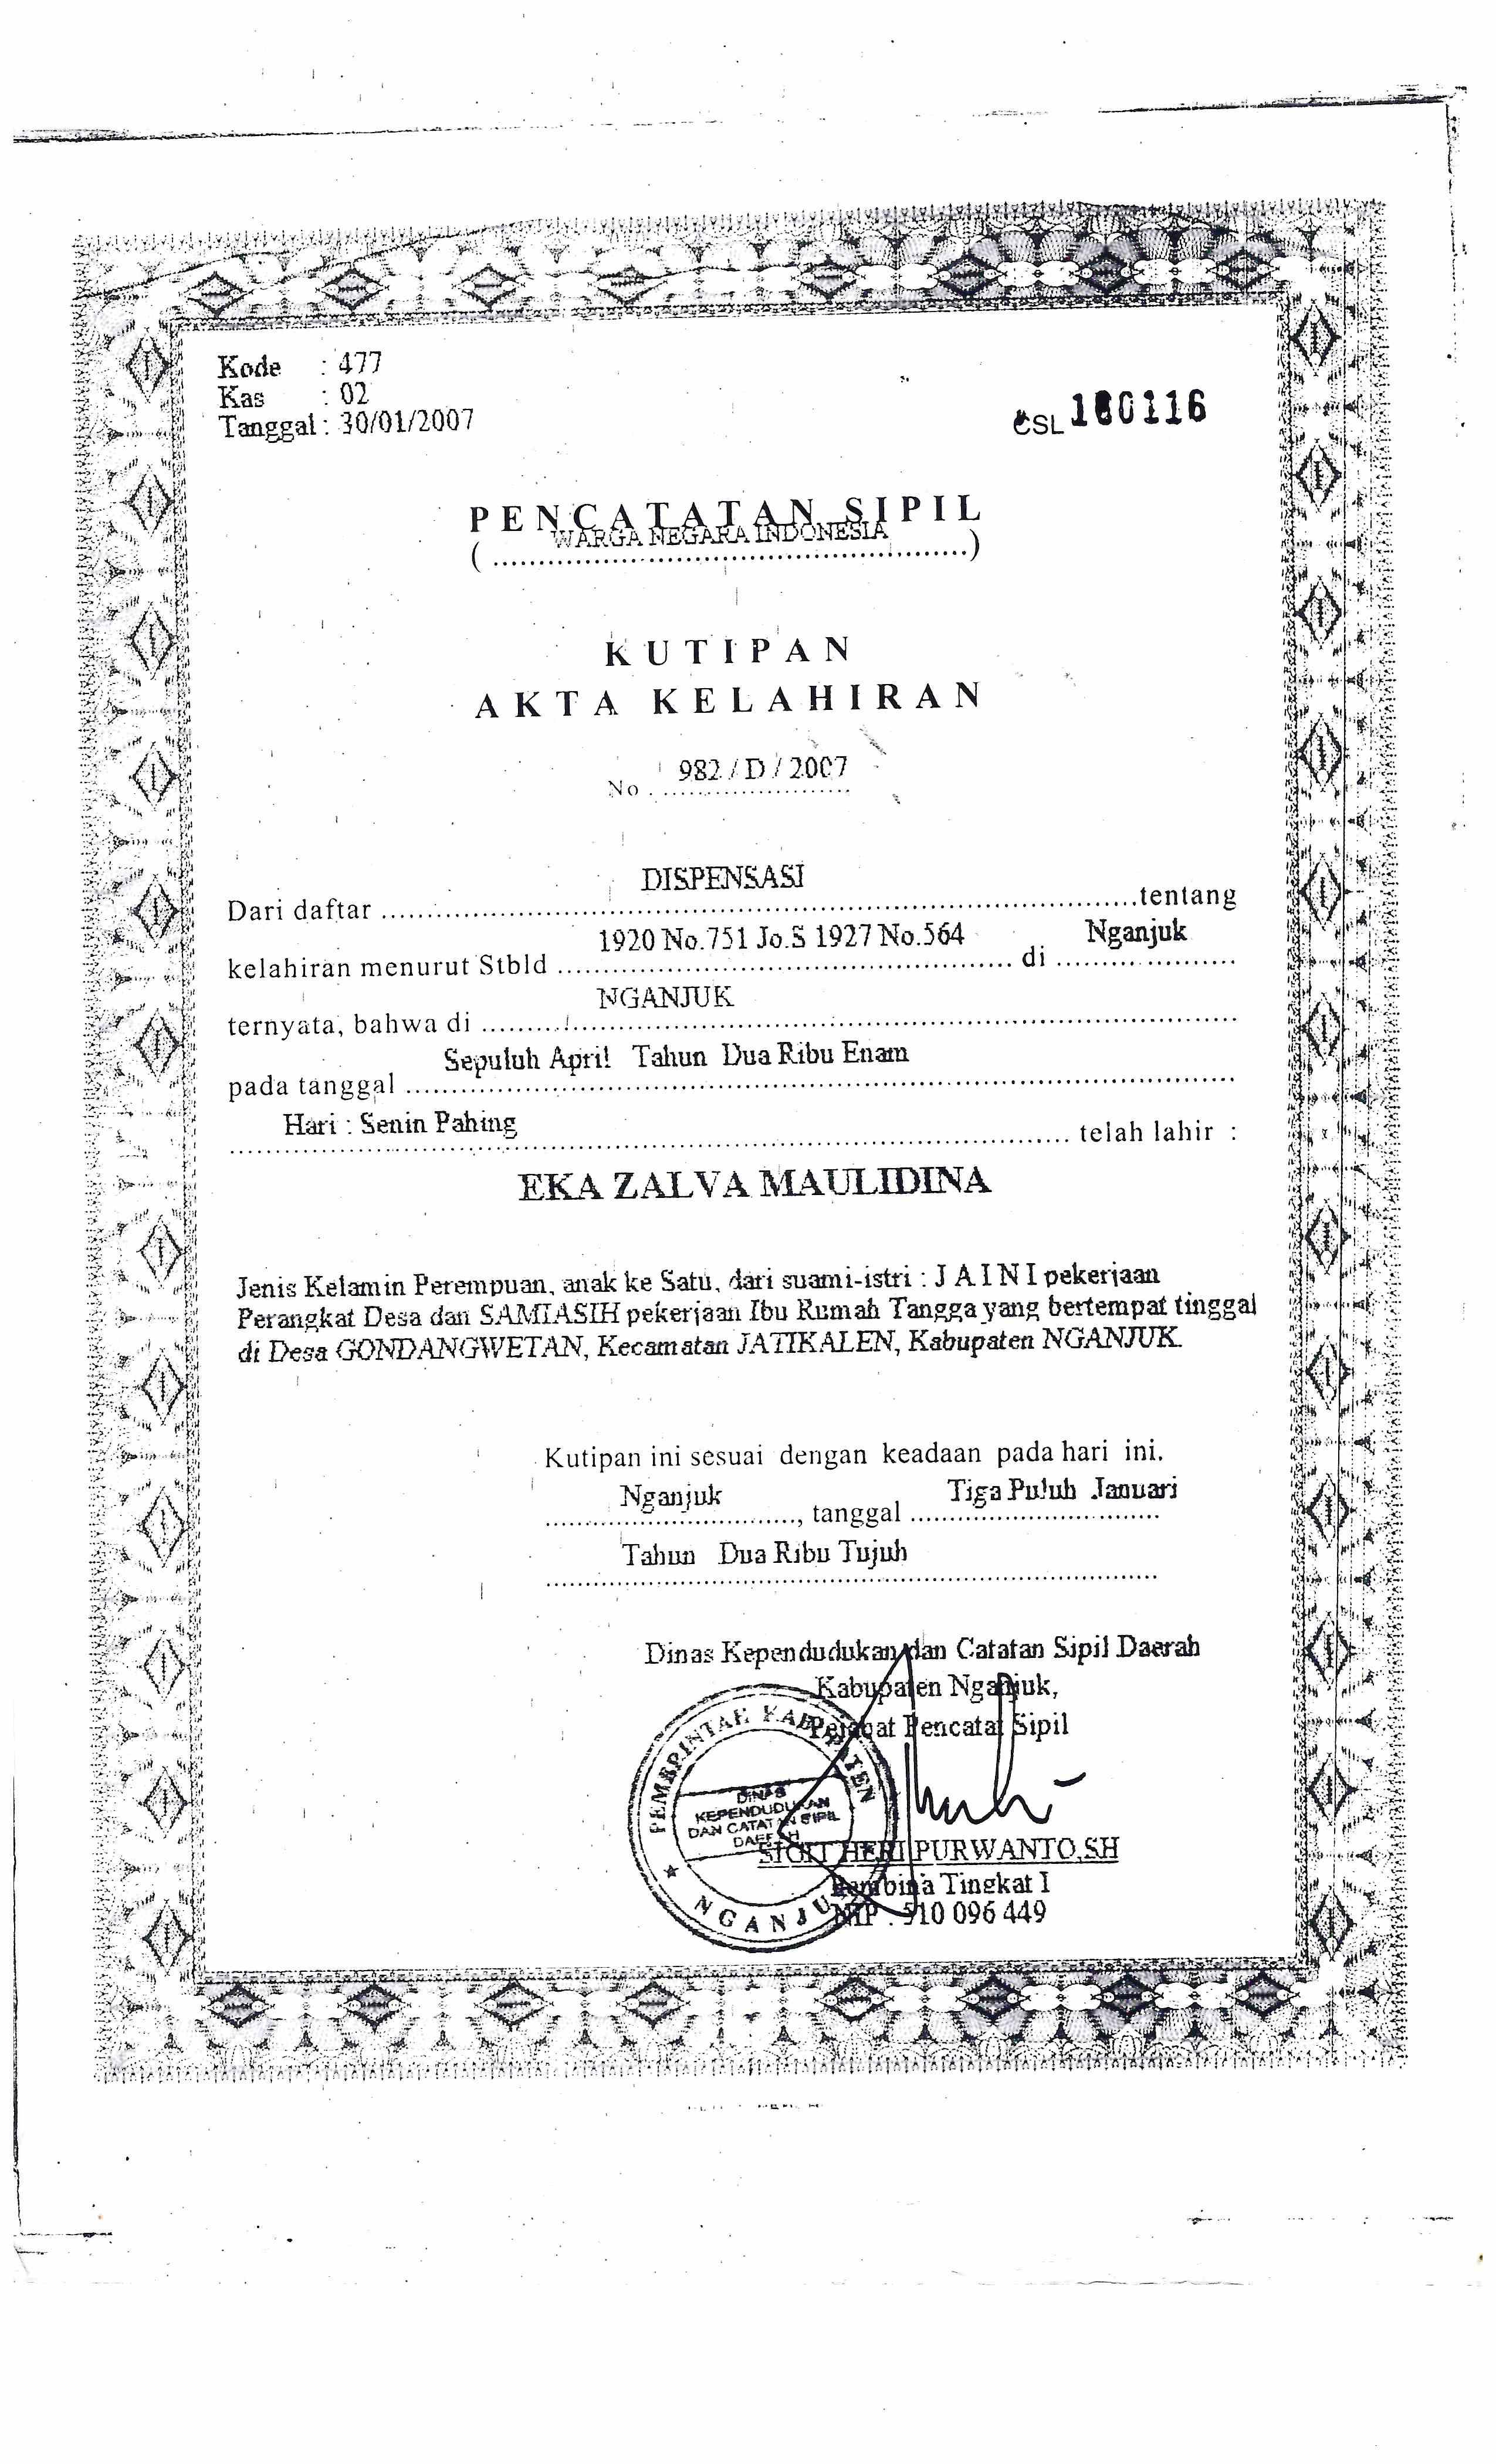 Kode : 477
Kas : 02
Tanggal : 30/01/2007
CSL 180116
PENCATATAN SIPIL
WARGA NEGARA INDONESIA
(..........................................................)
KUTIPAN
AKTA KELAHIRAN
No. 982 / D / 2007
DISPENSASI
Dari daftar ........................................ tentang
1920 No.751 Jo.S 1927 No.564 Nganjuk
kelahiran menurut Stbld ........................................ di ....................
NGANJUK
ternyata, bahwa di ........................................
Sepuluh April Tahun Dua Ribu Enam
pada tanggal ........................................
Hari : Senin Pahing
........................................ telah lahir :
EKA ZALVA MAULIDINA
Jenis Kelamin Perempuan, anak ke Satu, dari suami-istri : J A I N I pekerjaan
Perangkat Desa dan SAMIASIH pekerjaan Ibu Rumah Tangga yang bertempat tinggal
di Desa GONDANGWETAN, Kecamatan JATIKALEN, Kabupaten NGANJUK.
Kutipan ini sesuai dengan keadaan pada hari ini.
Nganjuk Tiga Puluh Januari
...................., tanggal ....................
Tahun Dua Ribu Tujuh
Dinas Kependudukan dan Catatan Sipil Daerah
Kabupaten Nganjuk,
Pejabat Pencatat Sipil
PEMERINTAH KABUPATEN
DINAS
KEPENDUDUKAN
DAN CATATAN SIPIL
DAERAH
NGANJUK
SIGIT HERI PURWANTO,SH
Pembina Tingkat I
NIP : 510 096 449